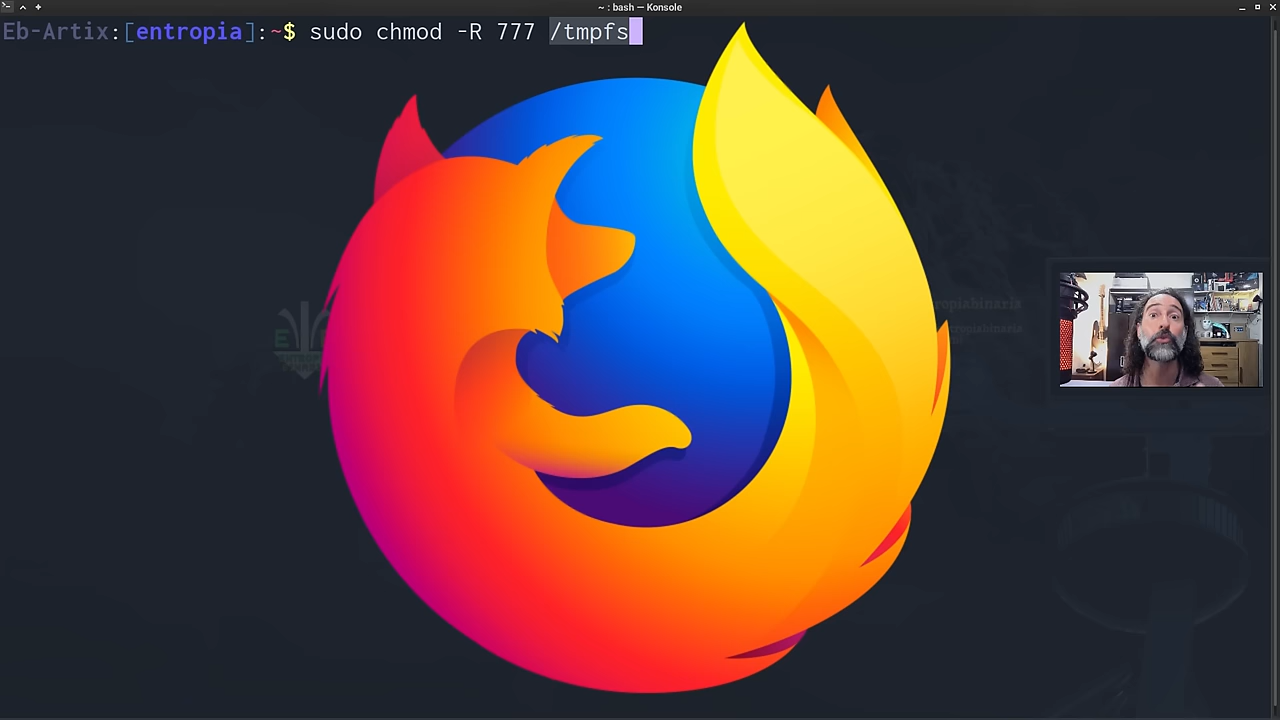 ~ : bash — Konsole
Eb-Artix:[entropia]:~$ sudo chmod -R 777 /tmpfs